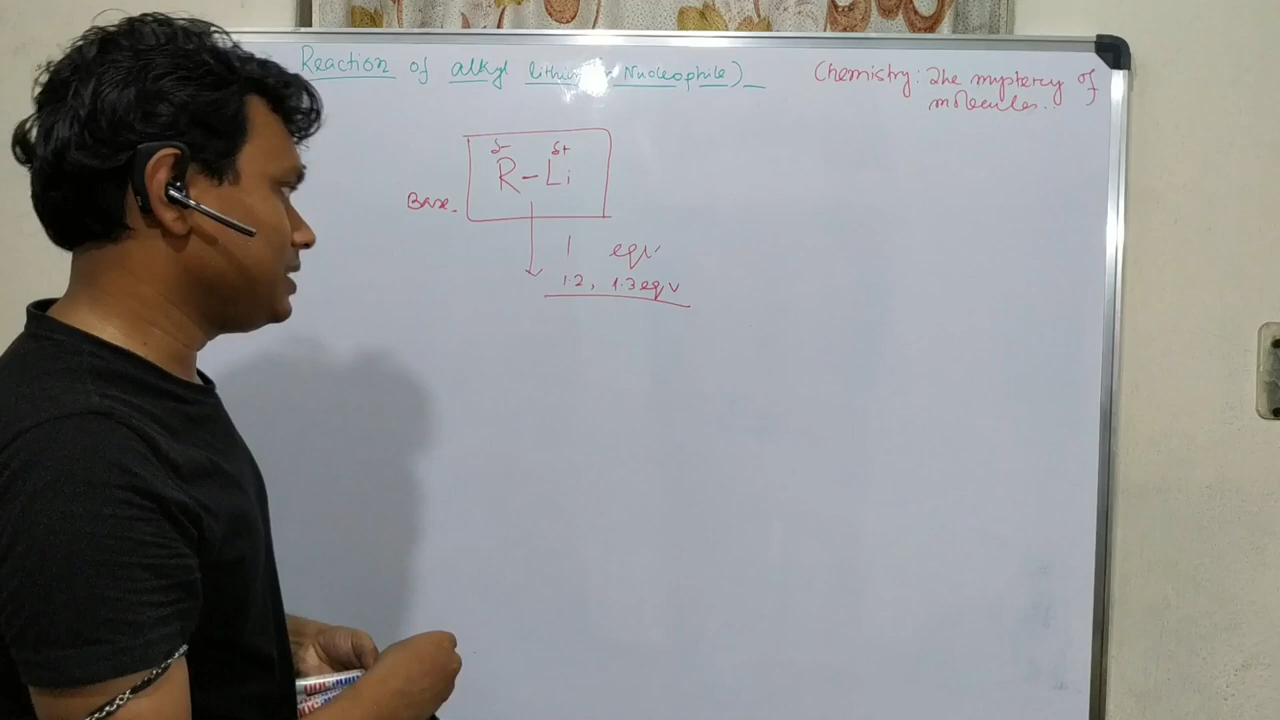 Reaction of alkyl Nucleophile)
Chemistry: The mystery of
molecules..
δ- δ+
R-Li
Base.
1 eqv
1.2, 1.3 eqv